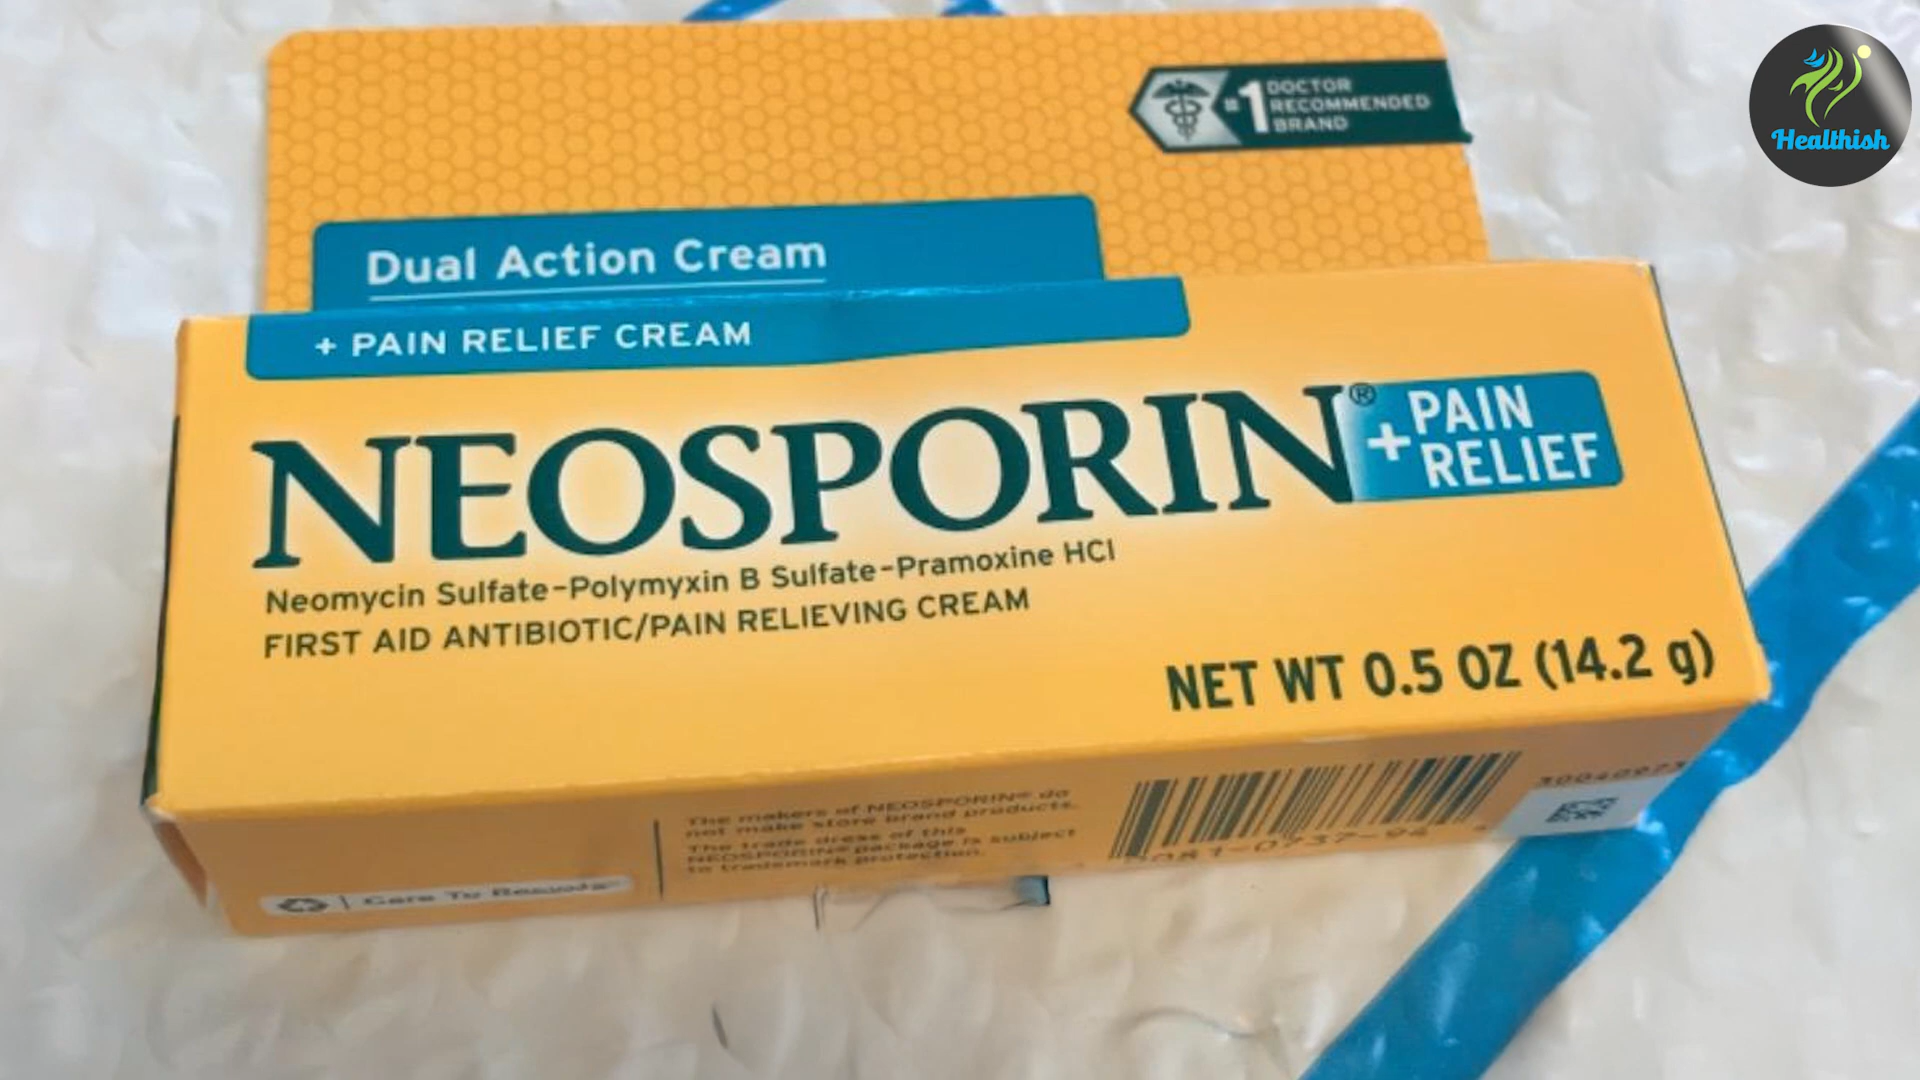 #1 DOCTOR
RECOMMENDED
BRAND
Healthish
Dual Action Cream
+ PAIN RELIEF CREAM
NEOSPORIN® + PAIN
RELIEF
Neomycin Sulfate-Polymyxin B Sulfate-Pramoxine HCl
FIRST AID ANTIBIOTIC/PAIN RELIEVING CREAM
NET WT 0.5 OZ (14.2 g)
The makers of NEOSPORIN® do
not make store brand products.
The trade dress of this
NEOSPORIN® package is subject
to trademark protection.